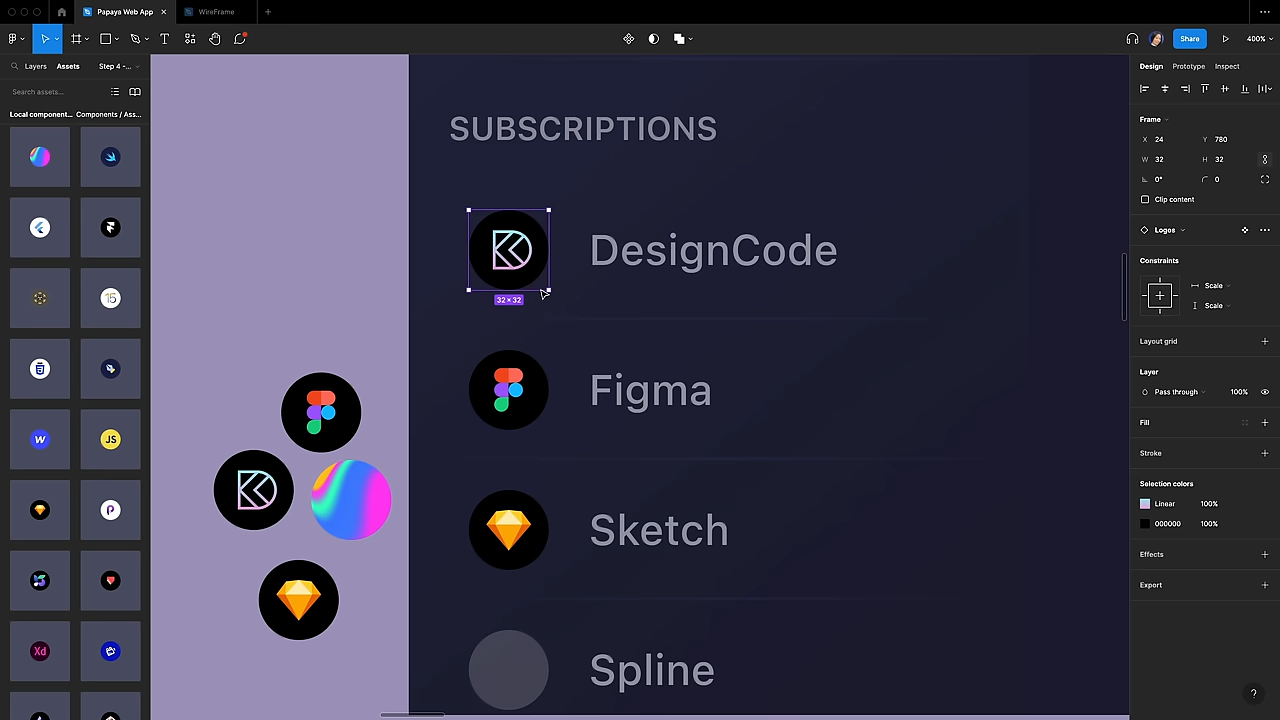 Papaya Web App
WireFrame
Share
400%
Layers
Assets
Step 4 -...
Search assets...
Local component...
Components / Ass...
15
W
JS
P
Xd
SUBSCRIPTIONS
DesignCode
32 × 32
Figma
Sketch
Spline
Design
Prototype
Inspect
Frame
X 24
Y 780
W 32
H 32
0°
0
Clip content
Logos
Constraints
Scale
Scale
Layout grid
Layer
Pass through
100%
Fill
Stroke
Selection colors
Linear 100%
000000 100%
Effects
Export
?